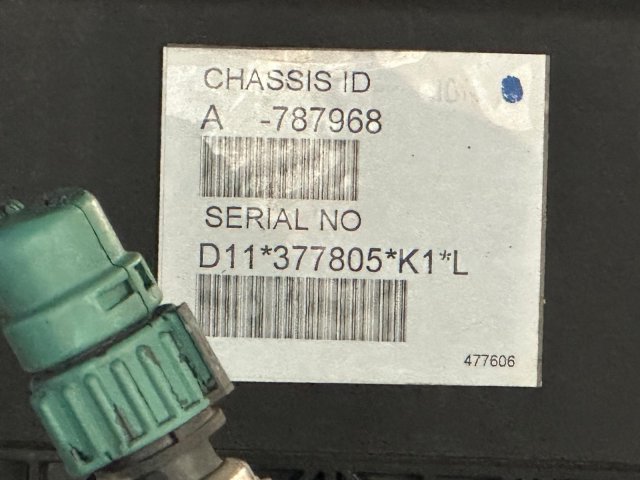 CHASSIS ID
A -787968
SERIAL NO
D11*377805*K1*L
477606